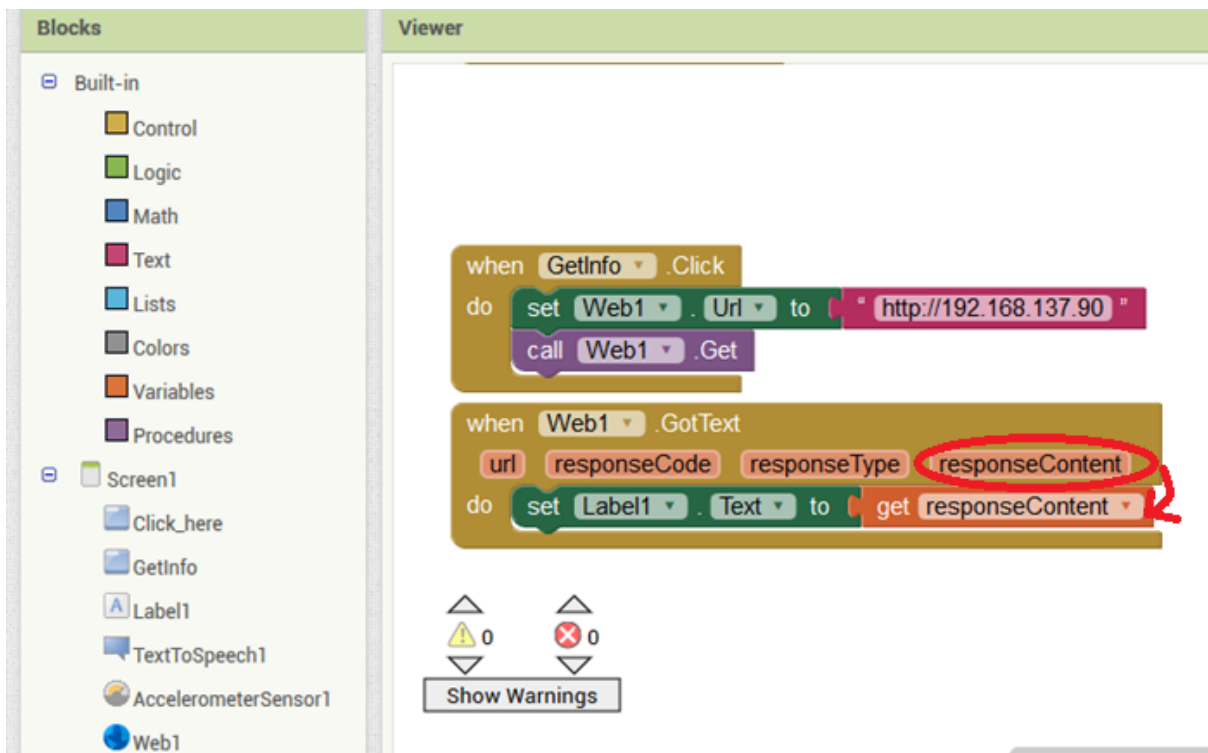 Blocks
Viewer
Built-in
Control
Logic
Math
Text
Lists
Colors
Variables
Procedures
Screen1
Click_here
GetInfo
Label1
TextToSpeech1
AccelerometerSensor1
Web1
when GetInfo .Click
do set Web1 . Url to " http://192.168.137.90 "
call Web1 .Get
when Web1 .GotText
url responseCode responseType responseContent
do set Label1 . Text to get responseContent
0 0
Show Warnings